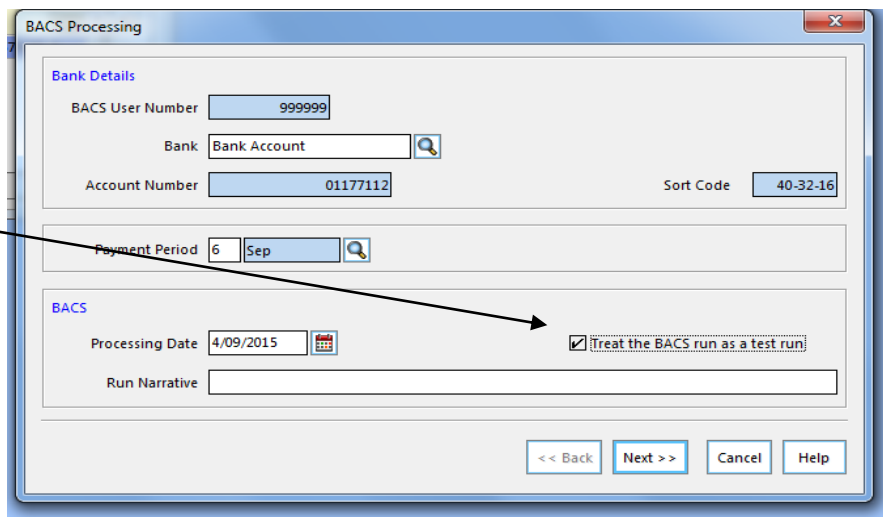 BACS Processing
7
Bank Details
BACS User Number 999999
Bank Bank Account
Account Number 01177112 Sort Code 40-32-16
Payment Period 6 Sep
BACS
Processing Date 4/09/2015 Treat the BACS run as a test run
Run Narrative
<< Back Next >> Cancel Help